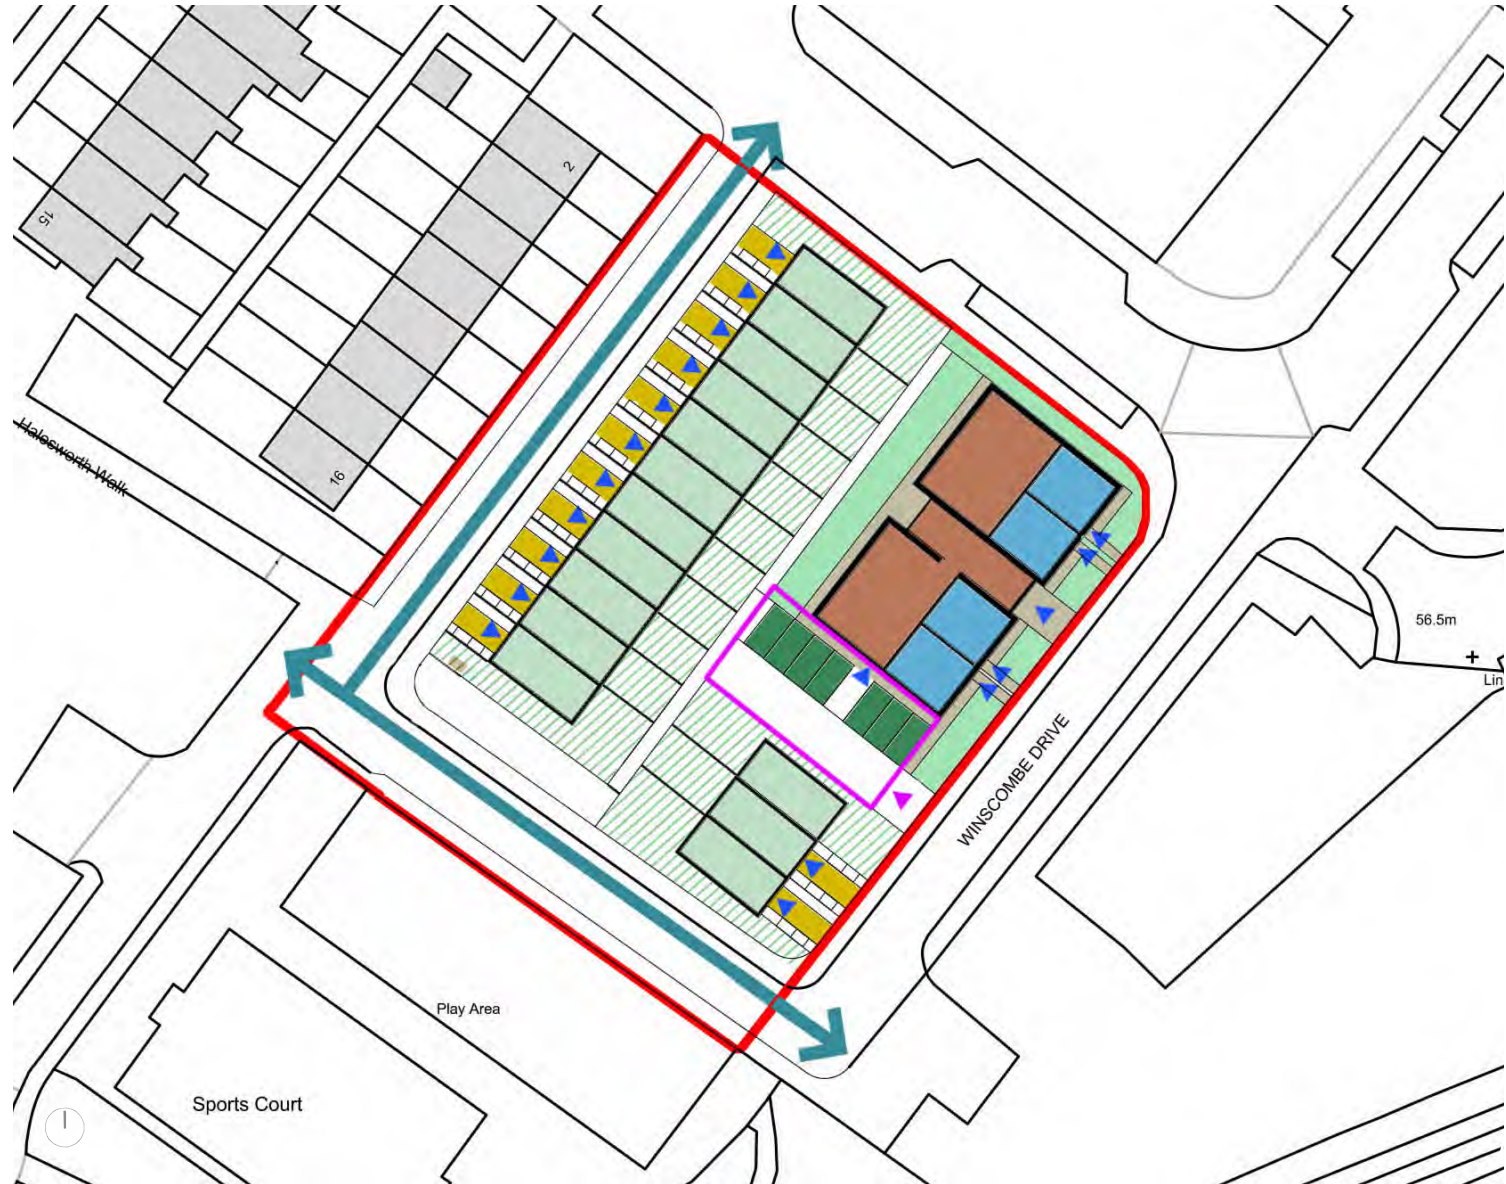 2
15
16
Halesworth Walk
56.5m
Lin
WINSCOMBE DRIVE
Play Area
Sports Court